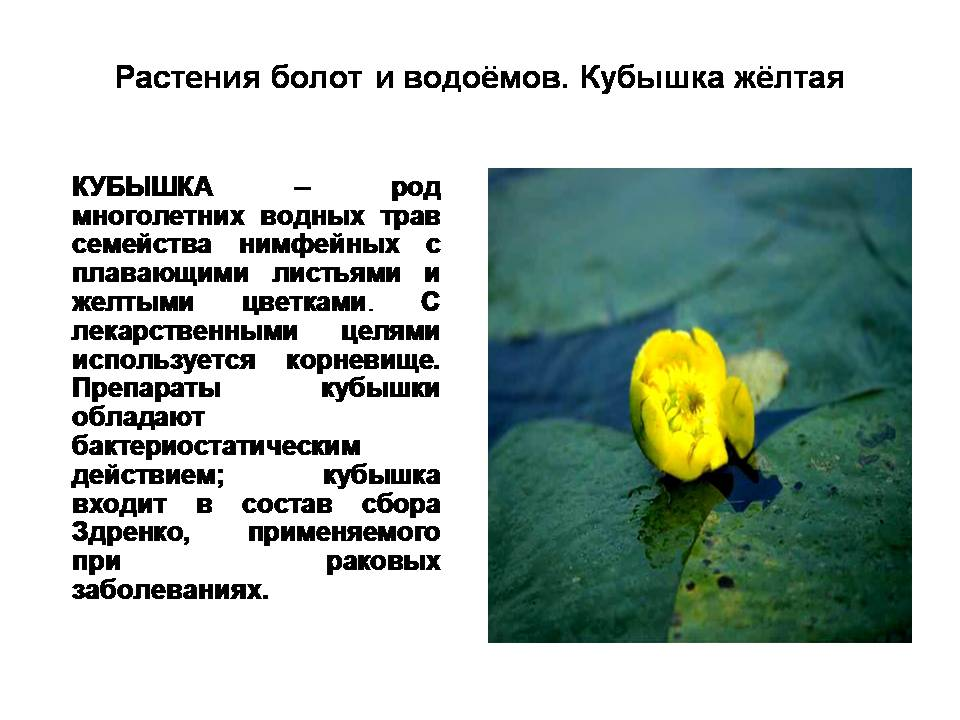 Растения болот и водоёмов. Кубышка жёлтая
КУБЫШКА – род
многолетних водных трав
семейства нимфейных с
плавающими листьями и
желтыми цветками. С
лекарственными целями
используется корневище.
Препараты кубышки
обладают
бактериостатическим
действием; кубышка
входит в состав сбора
Здренко, применяемого
при раковых
заболеваниях.